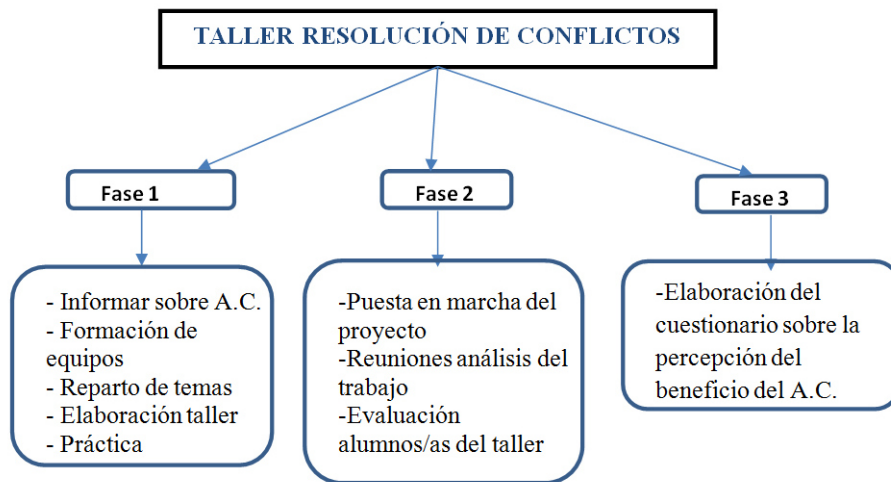 TALLER RESOLUCIÓN DE CONFLICTOS
Fase 1
Fase 2
Fase 3
- Informar sobre A.C.
- Formación de
equipos
- Reparto de temas
- Elaboración taller
- Práctica
-Puesta en marcha del
proyecto
-Reuniones análisis del
trabajo
-Evaluación
alumnos/as del taller
-Elaboración del
cuestionario sobre la
percepción del
beneficio del A.C.